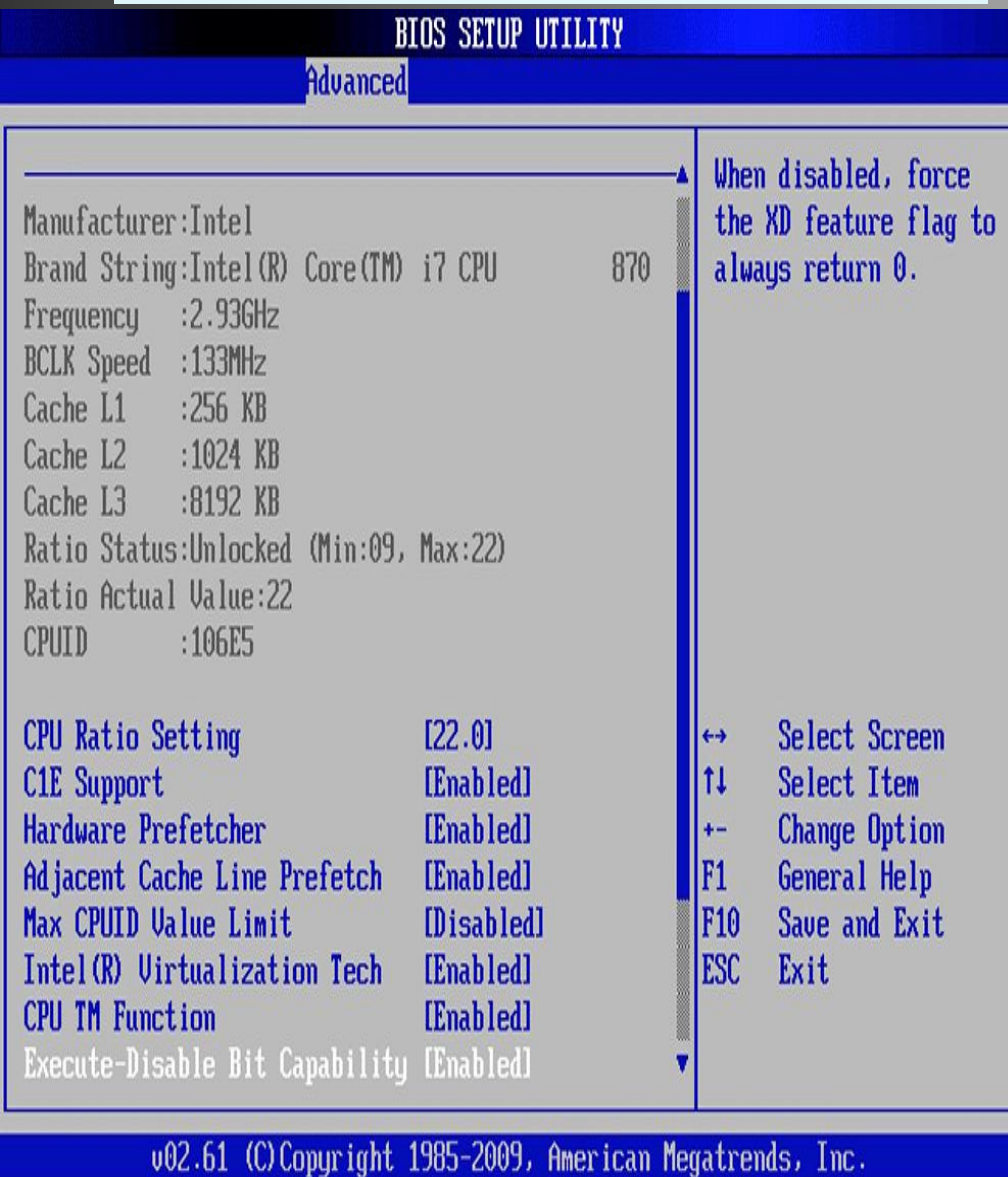 BIOS SETUP UTILITY
Advanced
Manufacturer:Intel
Brand String:Intel(R) Core(TM) i7 CPU 870
Frequency :2.93GHz
BCLK Speed :133MHz
Cache L1 :256 KB
Cache L2 :1024 KB
Cache L3 :8192 KB
Ratio Status:Unlocked (Min:09, Max:22)
Ratio Actual Value:22
CPUID :106E5
CPU Ratio Setting [22.0]
C1E Support [Enabled]
Hardware Prefetcher [Enabled]
Adjacent Cache Line Prefetch [Enabled]
Max CPUID Value Limit [Disabled]
Intel(R) Virtualization Tech [Enabled]
CPU TM Function [Enabled]
Execute-Disable Bit Capability [Enabled]
When disabled, force
the XD feature flag to
always return 0.
←→ Select Screen
↑↓ Select Item
+- Change Option
F1 General Help
F10 Save and Exit
ESC Exit
v02.61 (C)Copyright 1985-2009, American Megatrends, Inc.